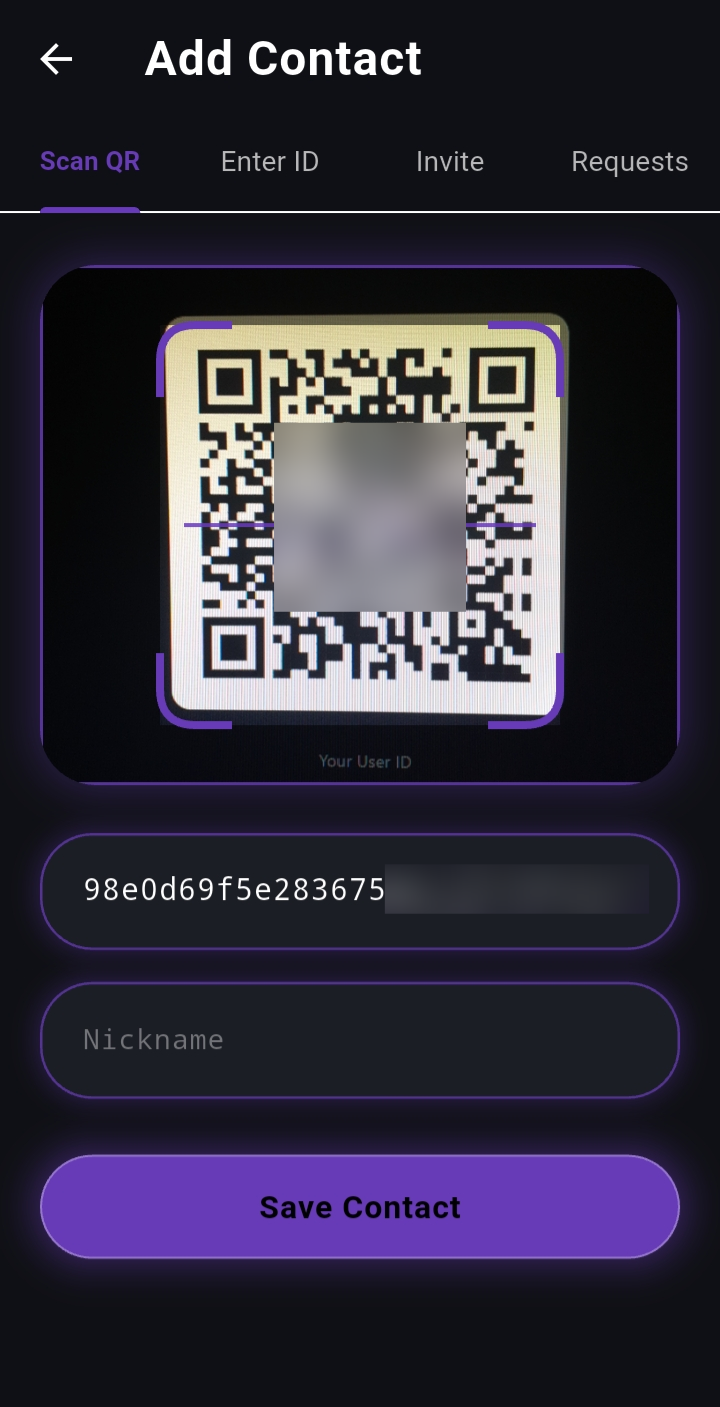 Add Contact
Scan QR Enter ID Invite Requests
Your User ID
98e0d69f5e283675
Nickname
Save Contact